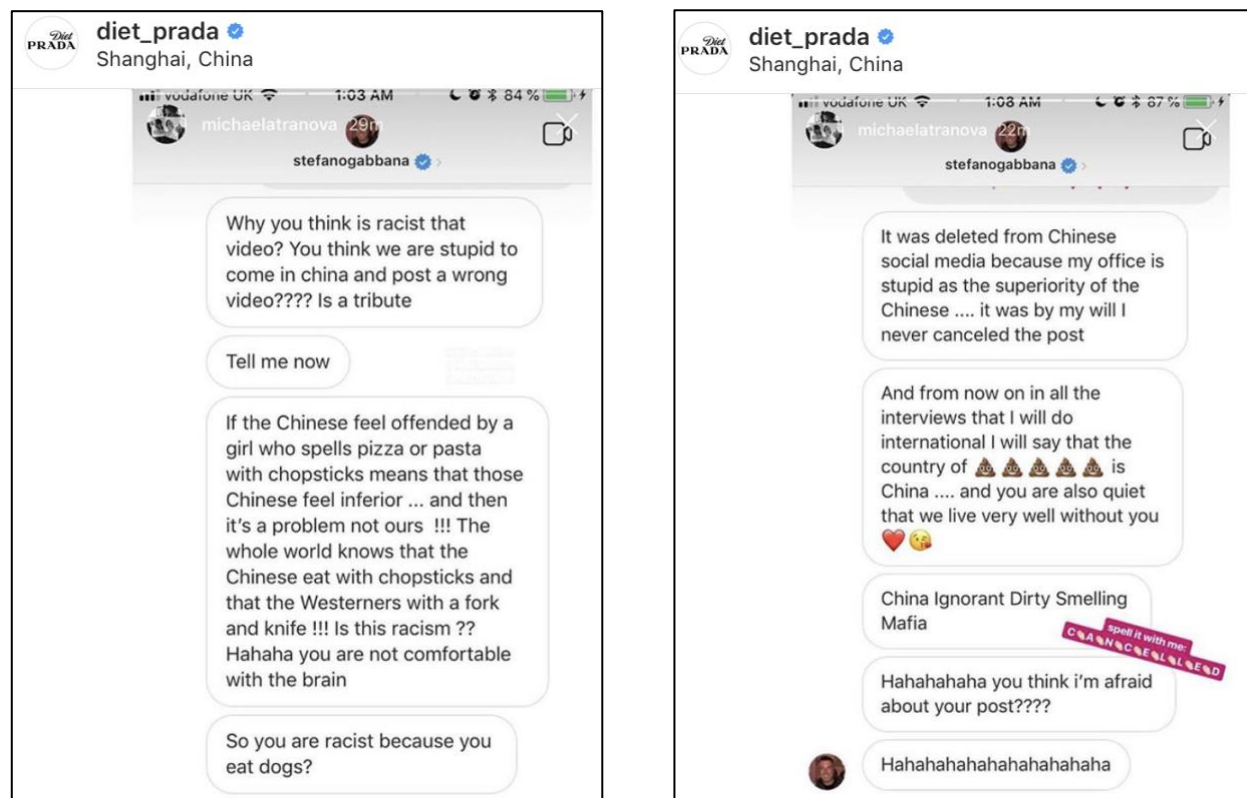 Diet
PRADA
diet_prada
Shanghai, China
vodafone UK 1:03 AM 84 %
michaelatranova 29m
stefanogabbana
Why you think is racist that
video? You think we are stupid to
come in china and post a wrong
video???? Is a tribute
Tell me now
If the Chinese feel offended by a
girl who spells pizza or pasta
with chopsticks means that those
Chinese feel inferior ... and then
it's a problem not ours !!! The
whole world knows that the
Chinese eat with chopsticks and
that the Westerners with a fork
and knife !!! Is this racism ??
Hahaha you are not comfortable
with the brain
So you are racist because you
eat dogs?
Diet
PRADA
diet_prada
Shanghai, China
vodafone UK 1:08 AM 87 %
michaelatranova 22m
stefanogabbana
It was deleted from Chinese
social media because my office is
stupid as the superiority of the
Chinese .... it was by my will I
never canceled the post
And from now on in all the
interviews that I will do
international I will say that the
country of 💩 💩 💩 💩 💩 is
China .... and you are also quiet
that we live very well without you
❤️ 😘
China Ignorant Dirty Smelling
Mafia
spell it with me:
C👏A👏N👏C👏E👏L👏L👏E👏D
Hahahahaha you think i'm afraid
about your post????
Hahahahahahahahahaha